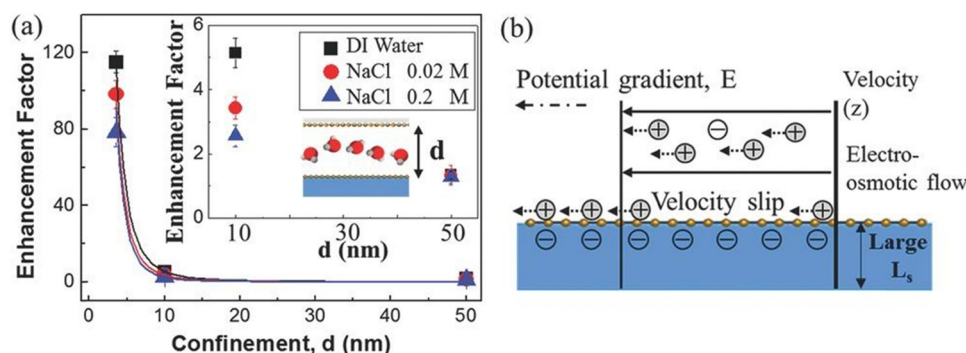 (a)
Enhancement Factor
120
80
40
0
0
10
20
30
40
50
Confinement, d (nm)
Enhancement Factor
6
4
2
0
10
30
50
d (nm)
DI Water
NaCl 0.02 M
NaCl 0.2 M
d
(b)
Potential gradient, E
Velocity
(z)
Electro-
osmotic flow
Velocity slip
Large
Ls
+ − +
+ +
+ + + +
− − − − − − −